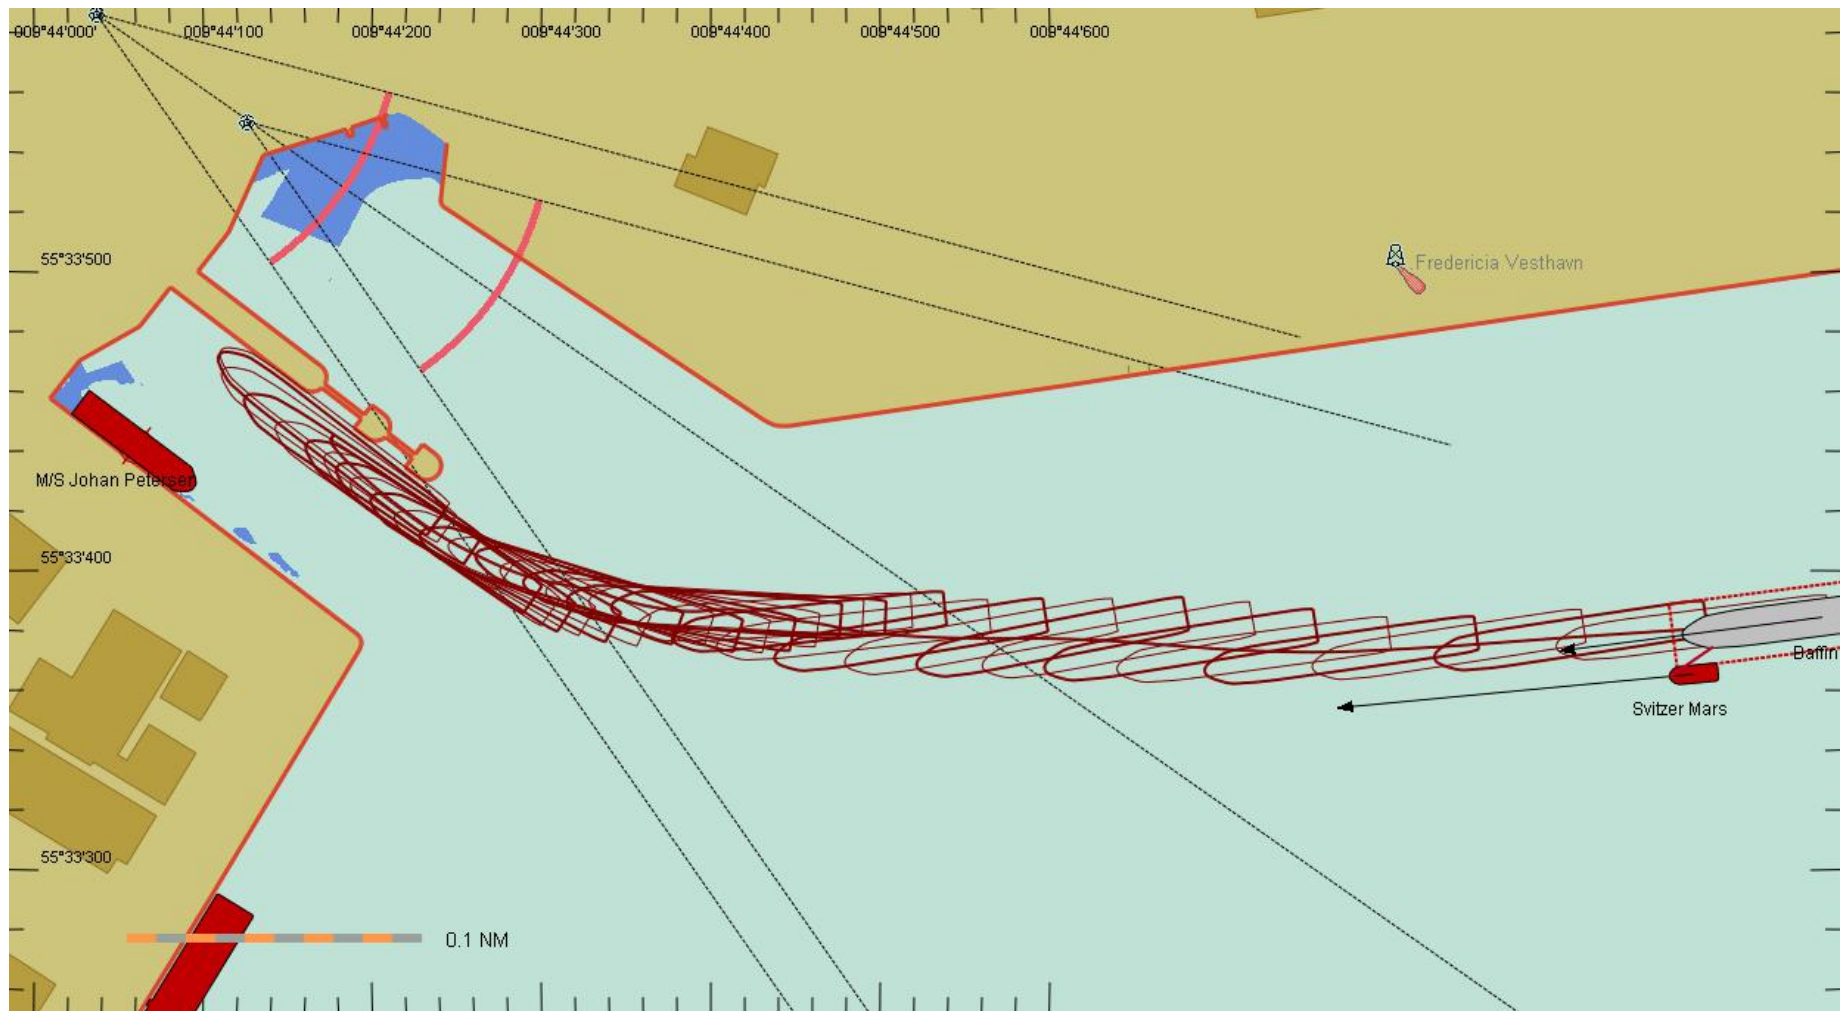 009°44'000'
009°44'100'
009°44'200'
009°44'300'
009°44'400'
009°44'500'
009°44'600'
55°33'500'
Fredericia Vesthavn
M/S Johan Petersen
55°33'400'
Baffin
Svitzer Mars
55°33'300'
0.1 NM